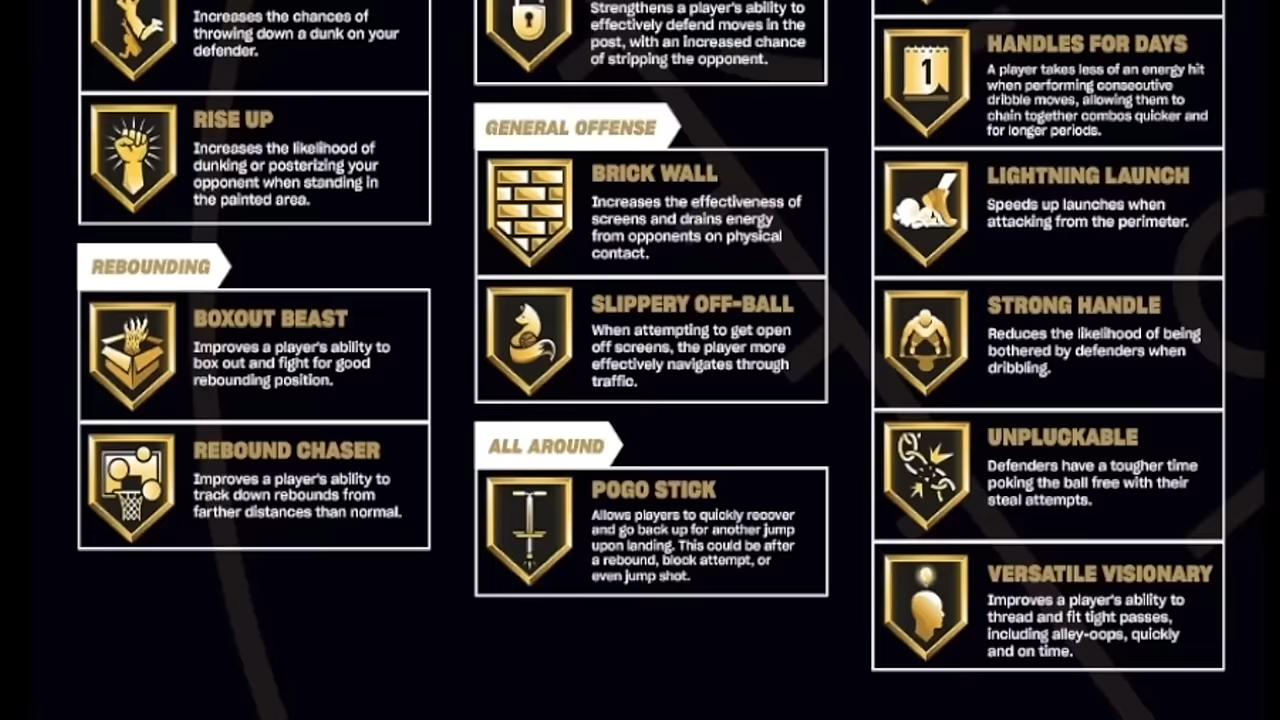 Increases the chances of
throwing down a dunk on your
defender.
RISE UP
Increases the likelihood of
dunking or posterizing your
opponent when standing in
the painted area.
REBOUNDING
BOXOUT BEAST
Improves a player's ability to
box out and fight for good
rebounding position.
REBOUND CHASER
Improves a player's ability to
track down rebounds from
farther distances than normal.
Strengthens a player's ability to
effectively defend moves in the
post, with an increased chance
of stripping the opponent.
GENERAL OFFENSE
BRICK WALL
Increases the effectiveness of
screens and drains energy
from opponents on physical
contact.
SLIPPERY OFF-BALL
When attempting to get open
off screens, the player more
effectively navigates through
traffic.
ALL AROUND
POGO STICK
Allows players to quickly recover
and go back up for another jump
upon landing. This could be after
a rebound, block attempt, or
even jump shot.
1
HANDLES FOR DAYS
A player takes less of an energy hit
when performing consecutive
dribble moves, allowing them to
chain together combos quicker and
for longer periods.
LIGHTNING LAUNCH
Speeds up launches when
attacking from the perimeter.
STRONG HANDLE
Reduces the likelihood of being
bothered by defenders when
dribbling.
UNPLUCKABLE
Defenders have a tougher time
poking the ball free with their
steal attempts.
VERSATILE VISIONARY
Improves a player's ability to
thread and fit tight passes,
including alley-oops, quickly
and on time.